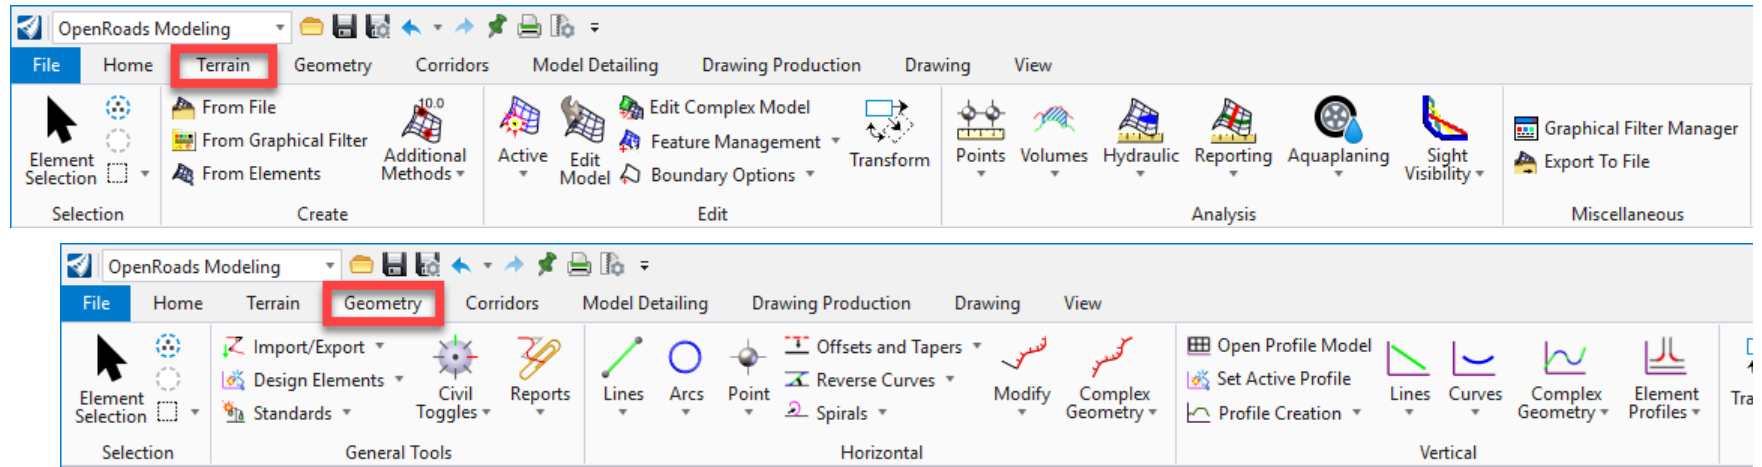 OpenRoads Modeling
File Home Terrain Geometry Corridors Model Detailing Drawing Production Drawing View
Element
Selection
Selection
From File
From Graphical Filter
From Elements
10.0
Additional
Methods
Create
Active
Edit
Model
Edit Complex Model
Feature Management
Boundary Options
Transform
Edit
Points
Volumes
Hydraulic
Reporting
Aquaplaning
Sight
Visibility
Analysis
Graphical Filter Manager
Export To File
Miscellaneous
OpenRoads Modeling
File Home Terrain Geometry Corridors Model Detailing Drawing Production Drawing View
Element
Selection
Selection
Import/Export
Design Elements
Standards
Civil
Toggles
Reports
General Tools
Lines
Arcs
Point
Offsets and Tapers
Reverse Curves
Spirals
Modify
Complex
Geometry
Horizontal
Open Profile Model
Set Active Profile
Profile Creation
Lines
Curves
Complex
Geometry
Element
Profiles
Vertical